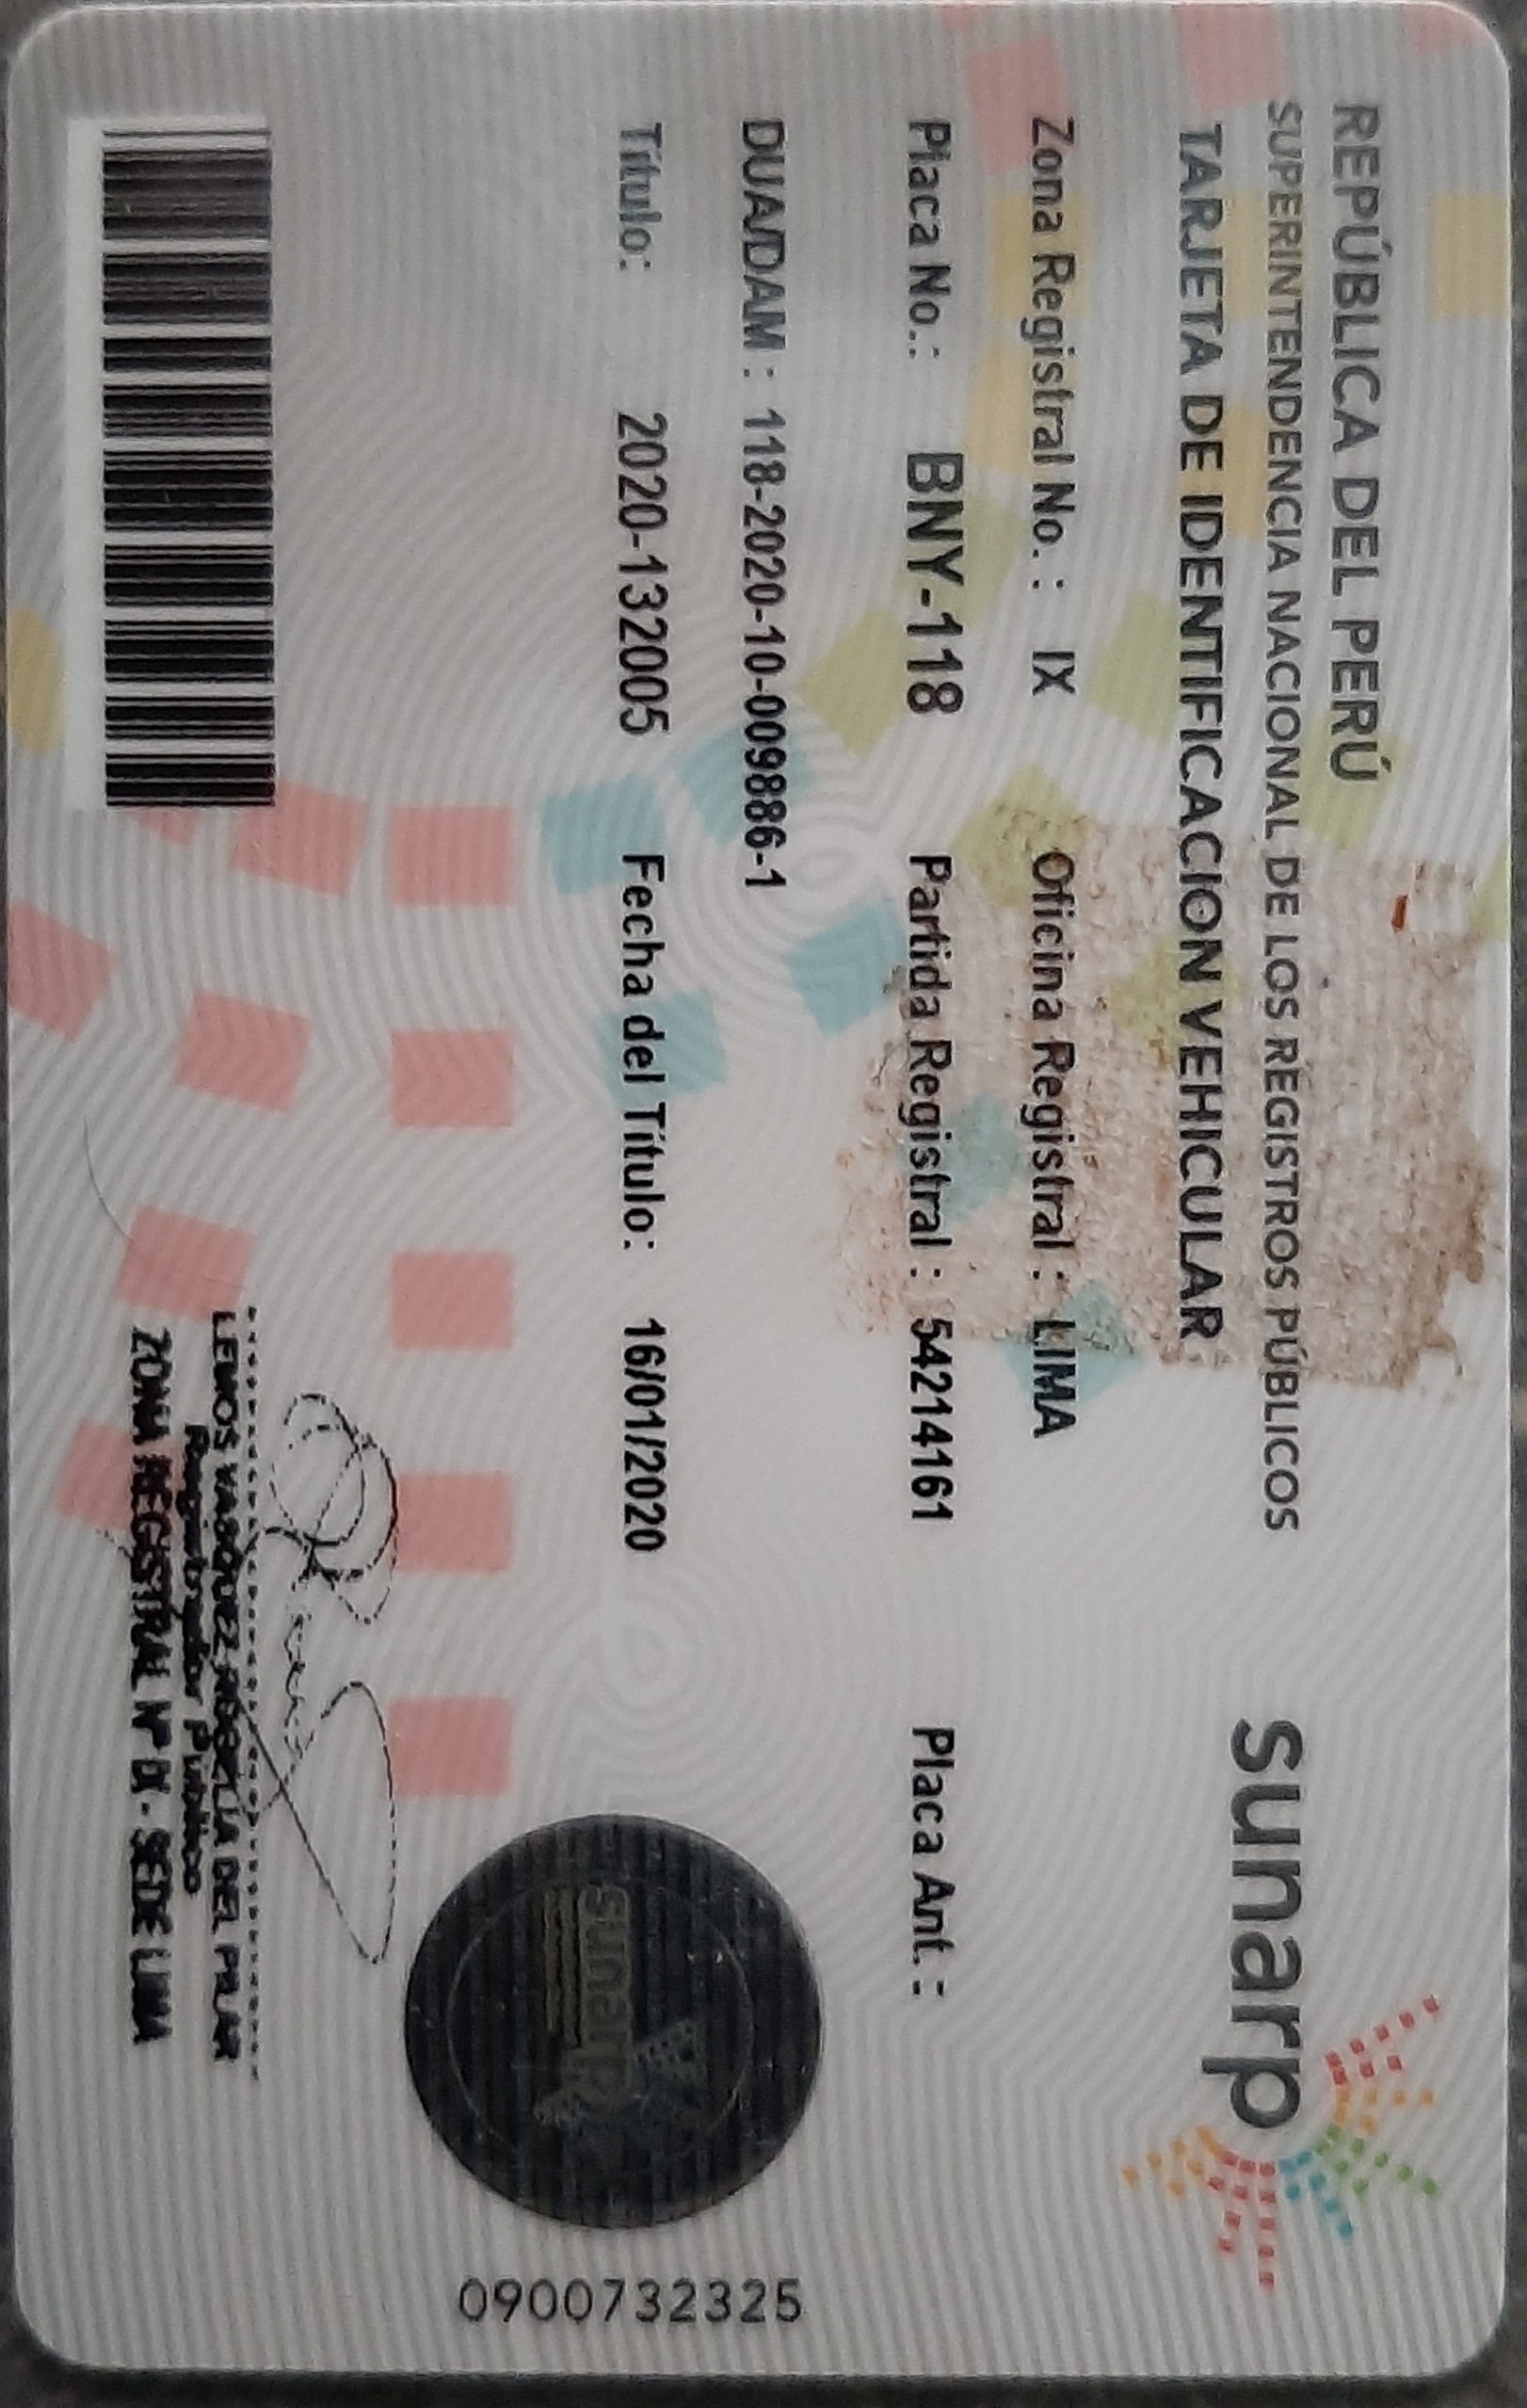 REPÚBLICA DEL PERÚ
SUPERINTENDENCIA NACIONAL DE LOS REGISTROS PÚBLICOS
sunarp
TARJETA DE IDENTIFICACION VEHICULAR
Zona Registral No. : IX Oficina Registral : LIMA
Placa No.: BNY-118 Partida Registral : 54214161 Placa Ant. :
DUA/DAM : 118-2020-10-009886-1
Título: 2020-132005 Fecha del Título: 16/01/2020
sunarp
0900732325
LEMOS VASQUEZ ROSELLA DEL PILAR
Registrador Público
ZONA REGISTRAL Nº IX - SEDE LIMA